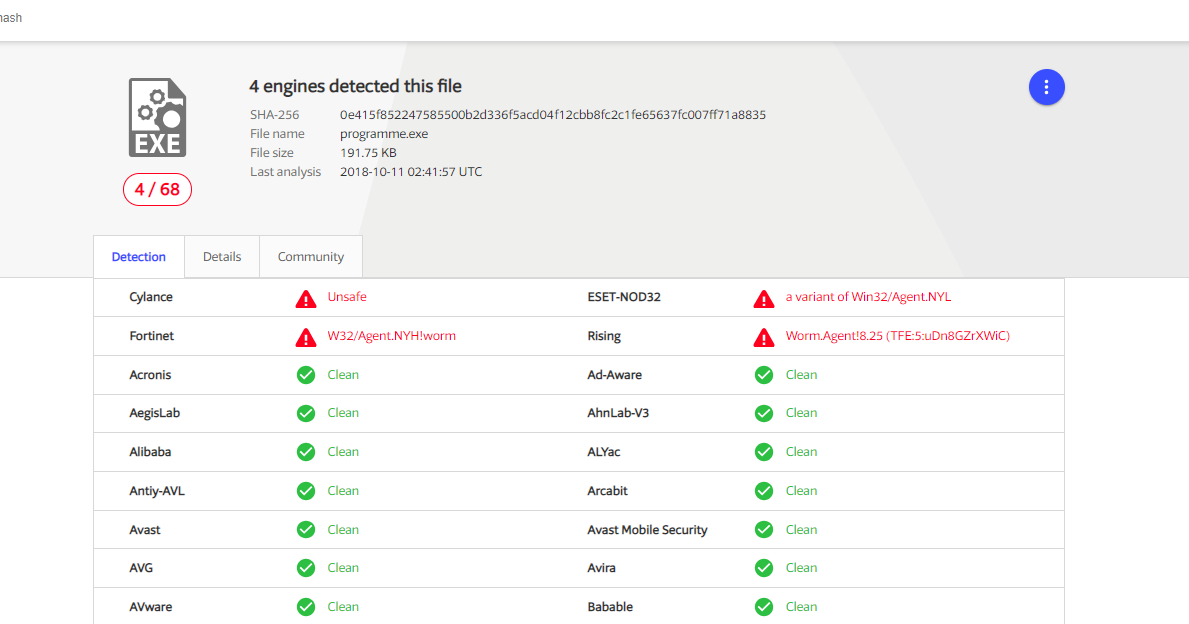 hash
4 engines detected this file
SHA-256 0e415f852247585500b2d336f5acd04f12cbb8fc2c1fe65637fc007ff71a8835
File name programme.exe
File size 191.75 KB
Last analysis 2018-10-11 02:41:57 UTC
EXE
4 / 68
Detection Details Community
Cylance Unsafe ESET-NOD32 a variant of Win32/Agent.NYL
Fortinet W32/Agent.NYH!worm Rising Worm.Agent!8.25 (TFE:5:uDn8GZrXWiC)
Acronis Clean Ad-Aware Clean
AegisLab Clean AhnLab-V3 Clean
Alibaba Clean ALYac Clean
Antiy-AVL Clean Arcabit Clean
Avast Clean Avast Mobile Security Clean
AVG Clean Avira Clean
AVware Clean Babable Clean